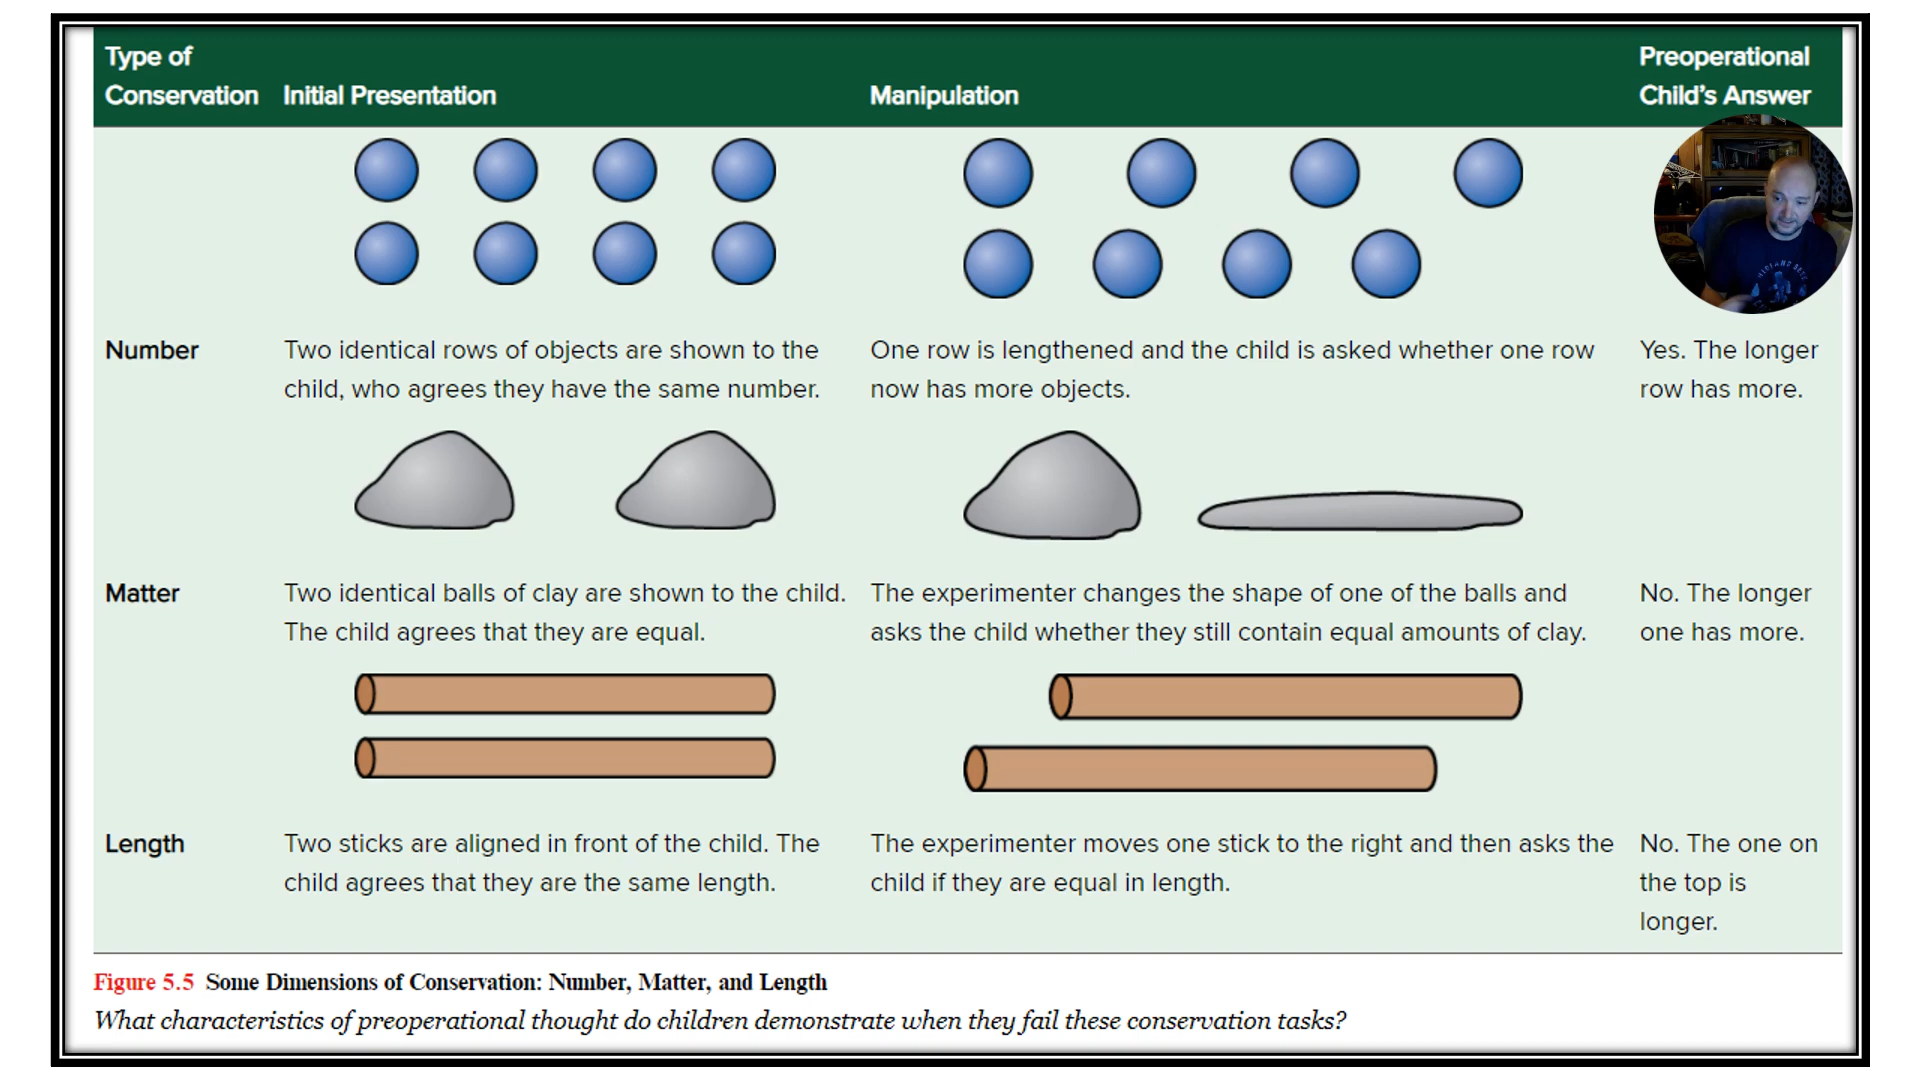 Type of
Conservation
Initial Presentation
Manipulation
Preoperational
Child's Answer
Number
Two identical rows of objects are shown to the
child, who agrees they have the same number.
One row is lengthened and the child is asked whether one row
now has more objects.
Yes. The longer
row has more.
Matter
Two identical balls of clay are shown to the child.
The child agrees that they are equal.
The experimenter changes the shape of one of the balls and
asks the child whether they still contain equal amounts of clay.
No. The longer
one has more.
Length
Two sticks are aligned in front of the child. The
child agrees that they are the same length.
The experimenter moves one stick to the right and then asks the
child if they are equal in length.
No. The one on
the top is
longer.
Figure 5.5 Some Dimensions of Conservation: Number, Matter, and Length
What characteristics of preoperational thought do children demonstrate when they fail these conservation tasks?